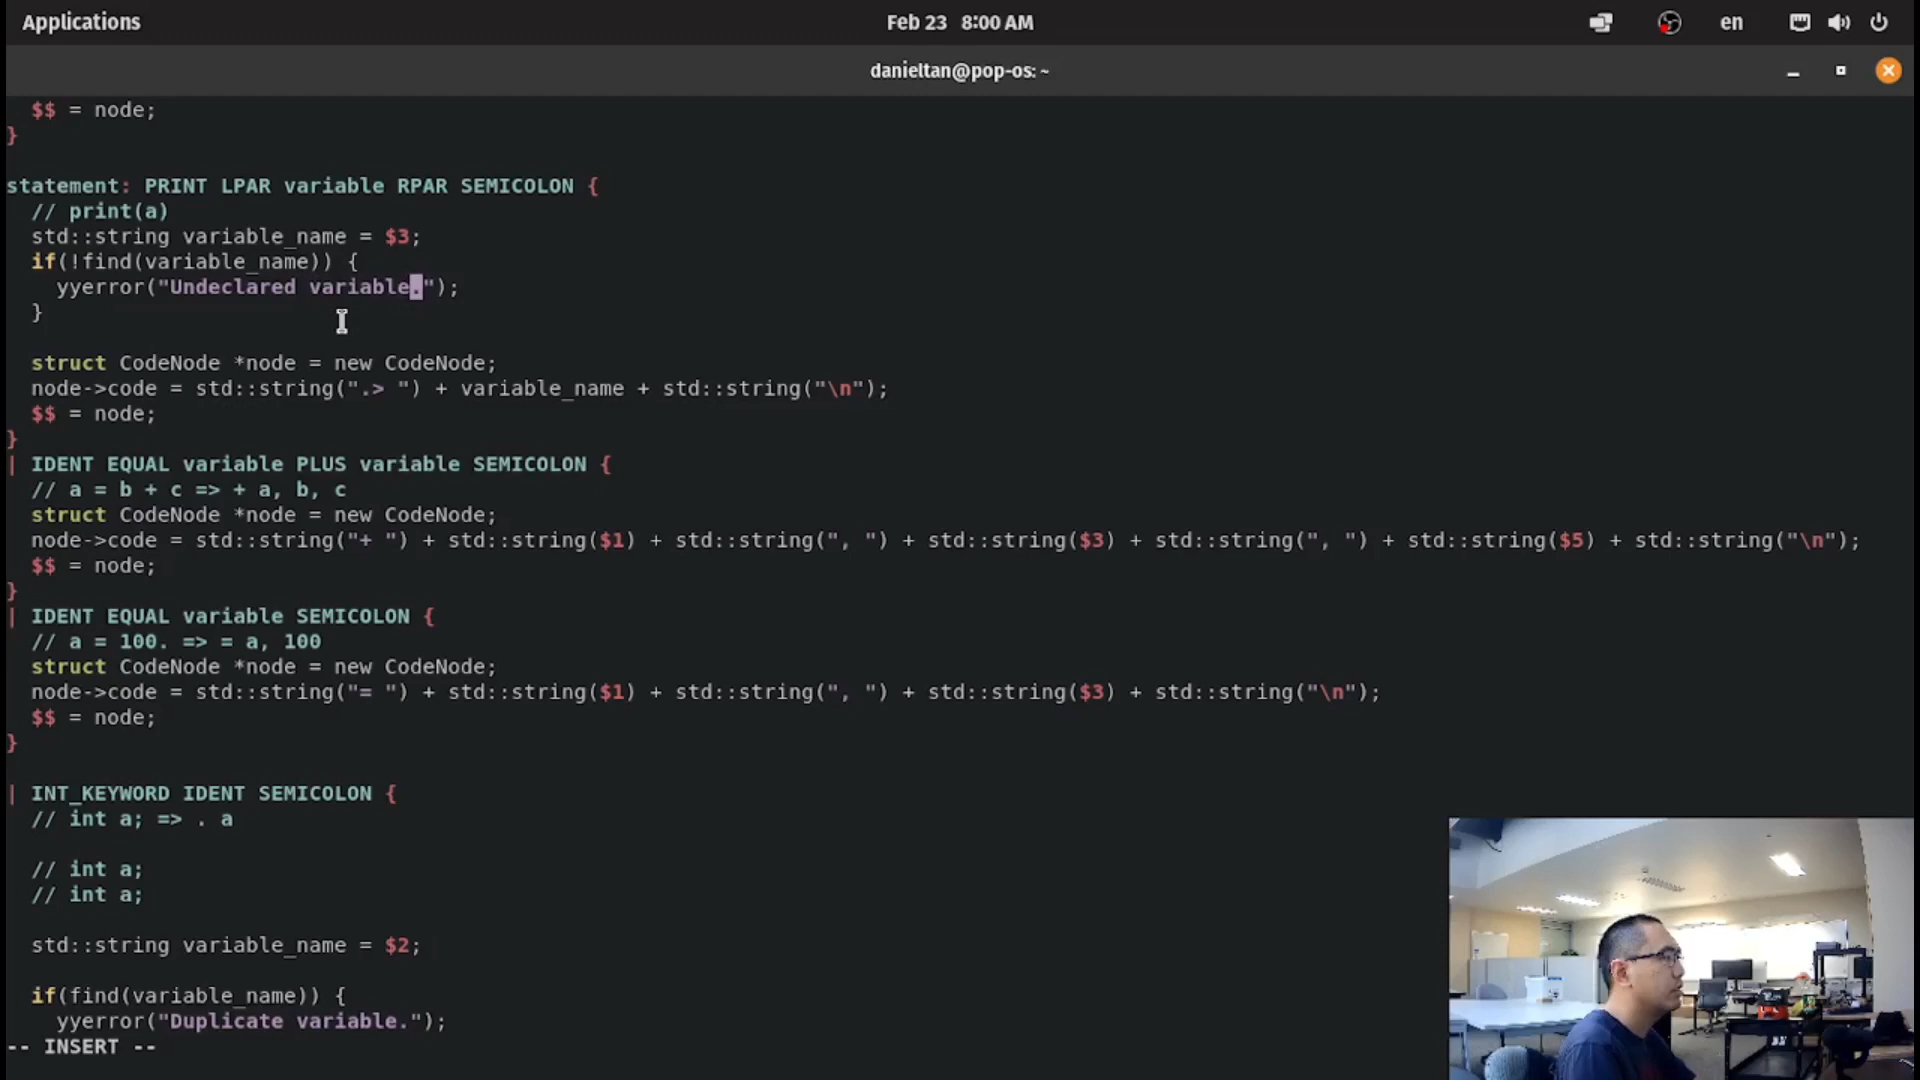 Applications
Feb 23 8:00 AM
en
danieltan@pop-os: ~
$$ = node;
}
statement: PRINT LPAR variable RPAR SEMICOLON {
// print(a)
std::string variable_name = $3;
if(!find(variable_name)) {
yyerror("Undeclared variable.");
}
struct CodeNode *node = new CodeNode;
node->code = std::string(".> ") + variable_name + std::string("\n");
$$ = node;
}
| IDENT EQUAL variable PLUS variable SEMICOLON {
// a = b + c => + a, b, c
struct CodeNode *node = new CodeNode;
node->code = std::string("+ ") + std::string($1) + std::string(", ") + std::string($3) + std::string(", ") + std::string($5) + std::string("\n");
$$ = node;
}
| IDENT EQUAL variable SEMICOLON {
// a = 100. => = a, 100
struct CodeNode *node = new CodeNode;
node->code = std::string("= ") + std::string($1) + std::string(", ") + std::string($3) + std::string("\n");
$$ = node;
}
| INT_KEYWORD IDENT SEMICOLON {
// int a; => . a
// int a;
// int a;
std::string variable_name = $2;
if(find(variable_name)) {
yyerror("Duplicate variable.");
-- INSERT --